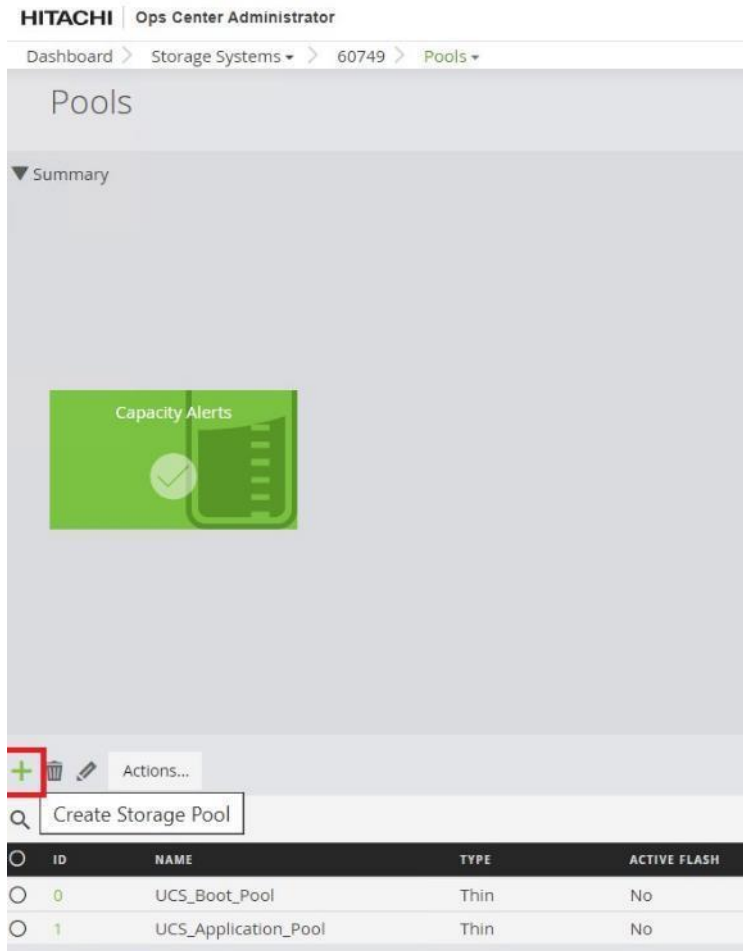 HITACHI Ops Center Administrator
Dashboard Storage Systems 60749 Pools
Pools
Summary
Capacity Alerts
Actions...
Create Storage Pool
ID NAME TYPE ACTIVE FLASH
0 UCS_Boot_Pool Thin No
1 UCS_Application_Pool Thin No